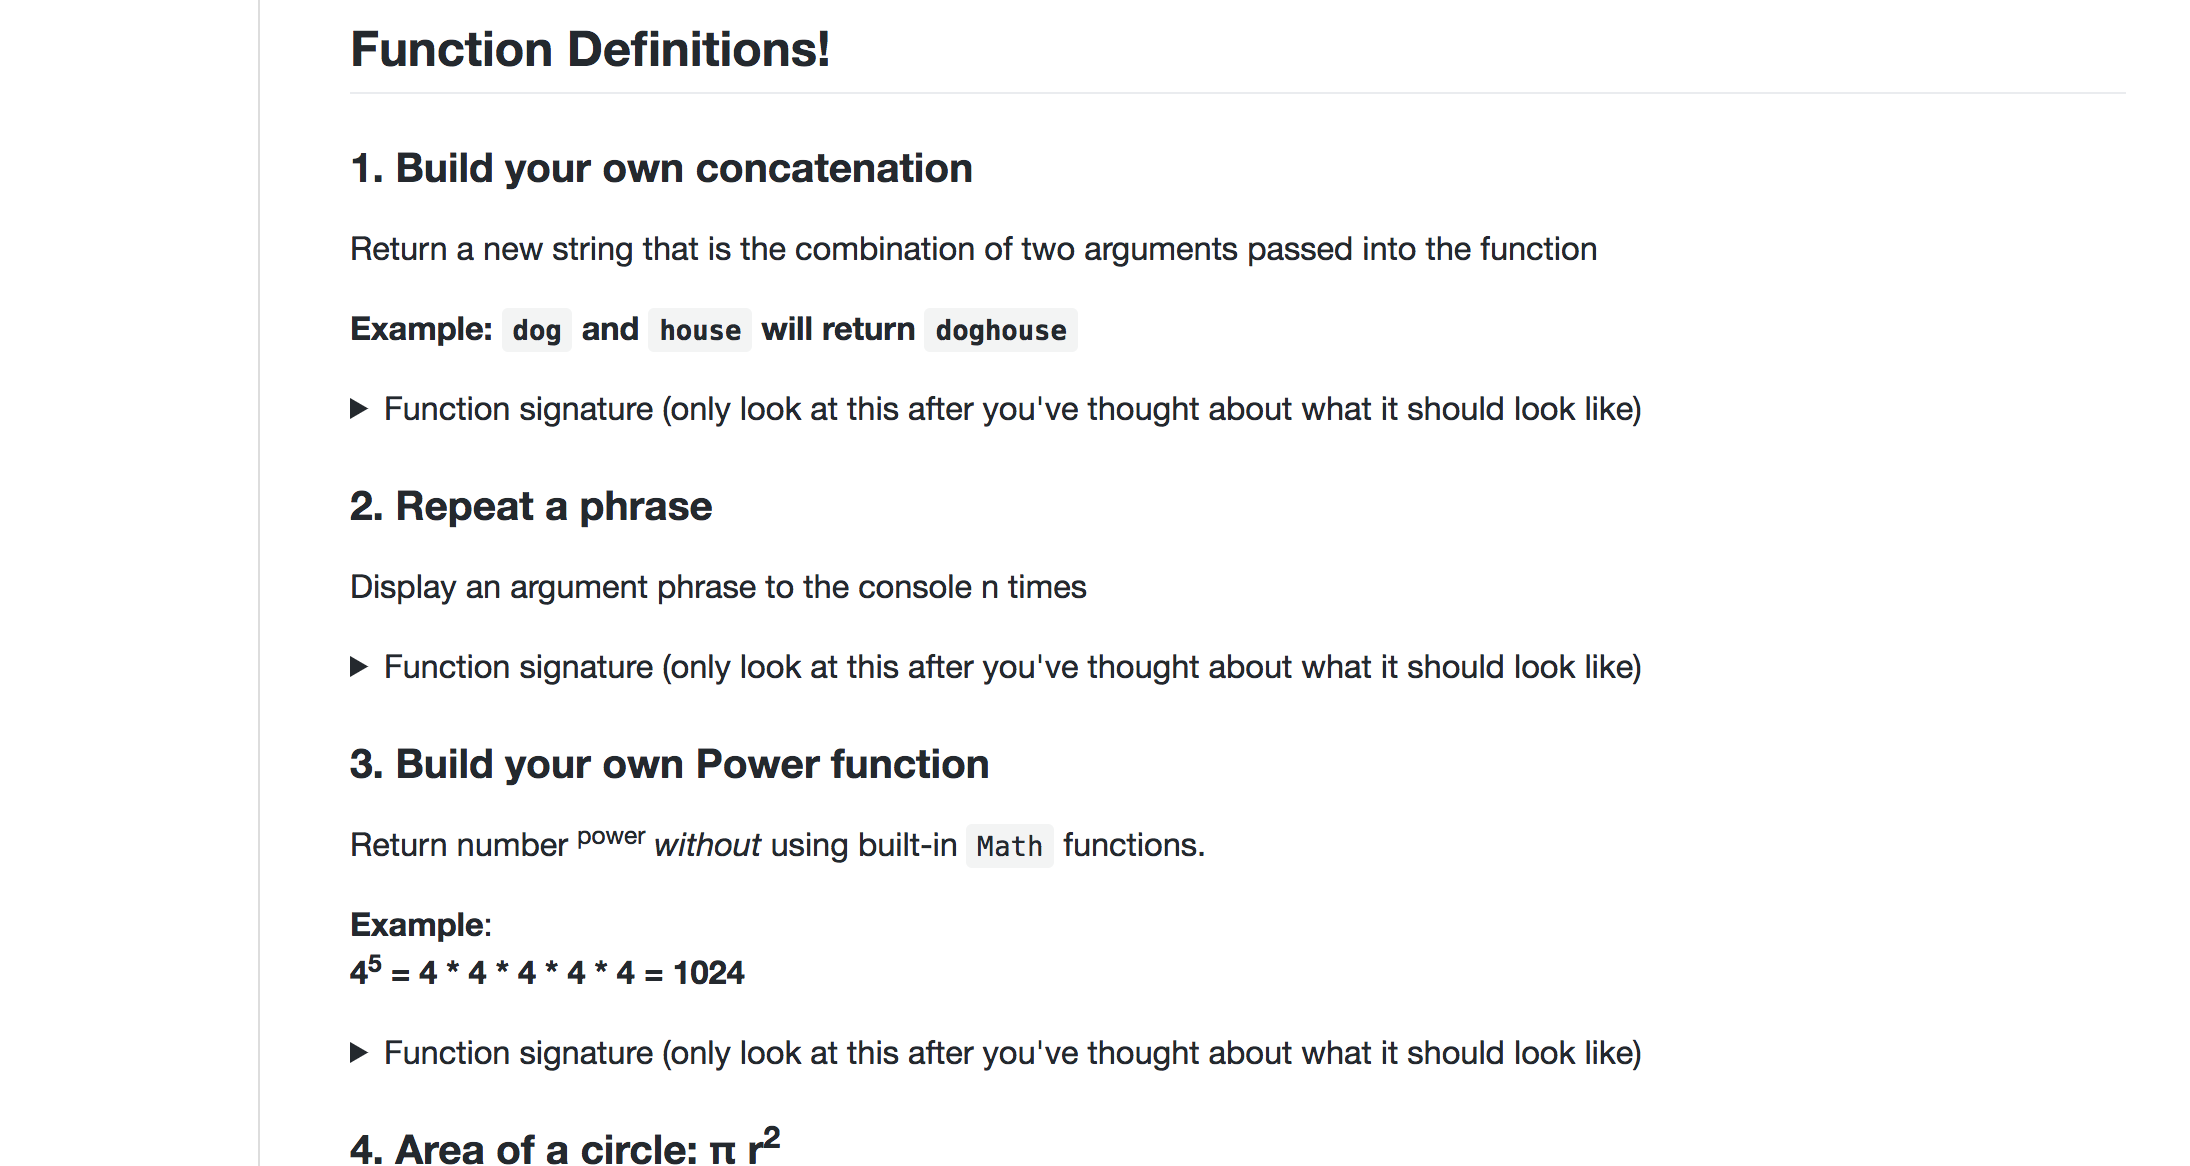 Function Definitions!
1. Build your own concatenation
Return a new string that is the combination of two arguments passed into the function
Example: dog and house will return doghouse
▶ Function signature (only look at this after you've thought about what it should look like)
2. Repeat a phrase
Display an argument phrase to the console n times
▶ Function signature (only look at this after you've thought about what it should look like)
3. Build your own Power function
Return number ᵖᵒʷᵉʳ without using built-in Math functions.
Example:
4⁵ = 4 * 4 * 4 * 4 * 4 = 1024
▶ Function signature (only look at this after you've thought about what it should look like)
4. Area of a circle: π r²